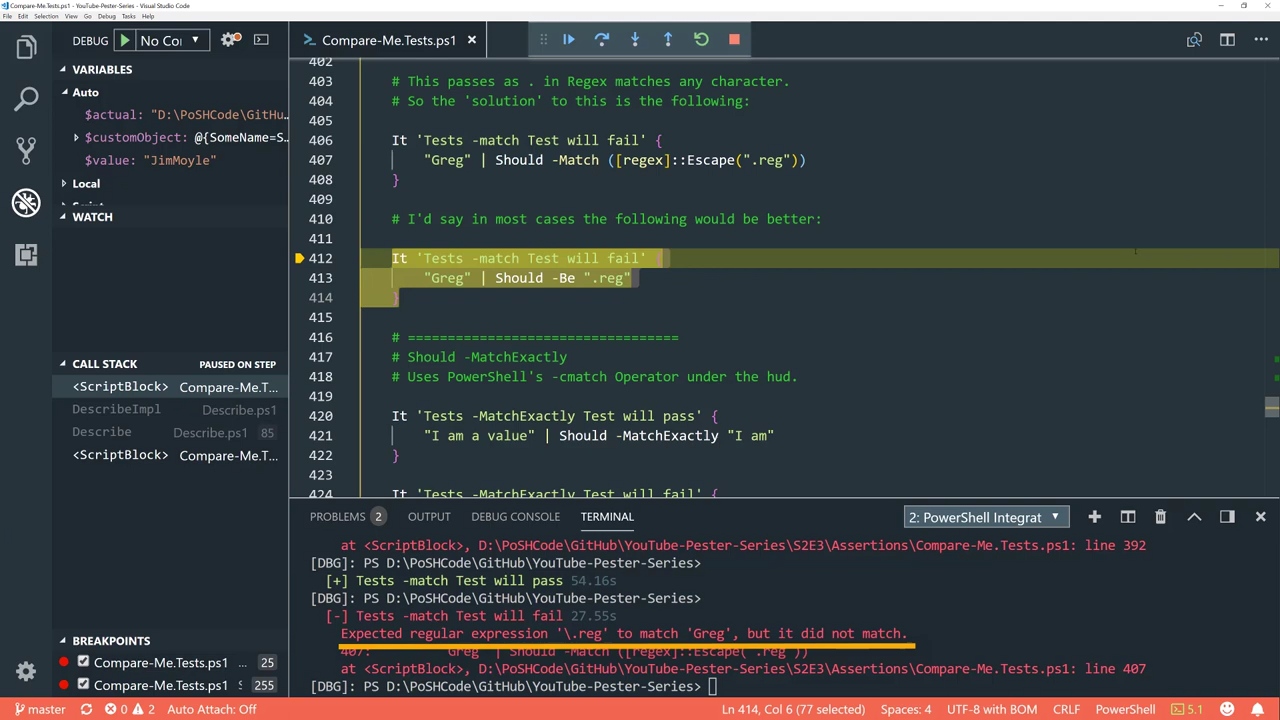 Compare-Me.Tests.ps1 - YouTube-Pester-Series - Visual Studio Code
File Edit Selection View Go Debug Tasks Help
DEBUG No Co
Compare-Me.Tests.ps1
VARIABLES
Auto
$actual: "D:\PoSHCode\GitHu…
$customObject: @{SomeName=S…
$value: "JimMoyle"
Local
WATCH
CALL STACK PAUSED ON STEP
<ScriptBlock> Compare-Me.T…
DescribeImpl Describe.ps1
Describe Describe.ps1 85
<ScriptBlock> Compare-Me.T…
BREAKPOINTS
Compare-Me.Tests.ps1 25
Compare-Me.Tests.ps1 255
402
403 # This passes as . in Regex matches any character.
404 # So the 'solution' to this is the following:
405
406 It 'Tests -match Test will fail' {
407 "Greg" | Should -Match ([regex]::Escape(".reg"))
408 }
409
410 # I'd say in most cases the following would be better:
411
412 It 'Tests -match Test will fail' {
413 "Greg" | Should -Be ".reg"
414 }
415
416 # ==================================
417 # Should -MatchExactly
418 # Uses PowerShell's -cmatch Operator under the hud.
419
420 It 'Tests -MatchExactly Test will pass' {
421 "I am a value" | Should -MatchExactly "I am"
422 }
423
424 It 'Tests -MatchExactly Test will fail' {
PROBLEMS 2 OUTPUT DEBUG CONSOLE TERMINAL 2: PowerShell Integrat
at <ScriptBlock>, D:\PoSHCode\GitHub\YouTube-Pester-Series\S2E3\Assertions\Compare-Me.Tests.ps1: line 392
[DBG]: PS D:\PoSHCode\GitHub\YouTube-Pester-Series>
[+] Tests -match Test will pass 54.16s
[DBG]: PS D:\PoSHCode\GitHub\YouTube-Pester-Series>
[-] Tests -match Test will fail 27.55s
Expected regular expression '\.reg' to match 'Greg', but it did not match.
407: "Greg" | Should -Match ([regex]::Escape(".reg"))
at <ScriptBlock>, D:\PoSHCode\GitHub\YouTube-Pester-Series\S2E3\Assertions\Compare-Me.Tests.ps1: line 407
[DBG]: PS D:\PoSHCode\GitHub\YouTube-Pester-Series>
master 0 2 Auto Attach: Off Ln 414, Col 6 (77 selected) Spaces: 4 UTF-8 with BOM CRLF PowerShell 5.1